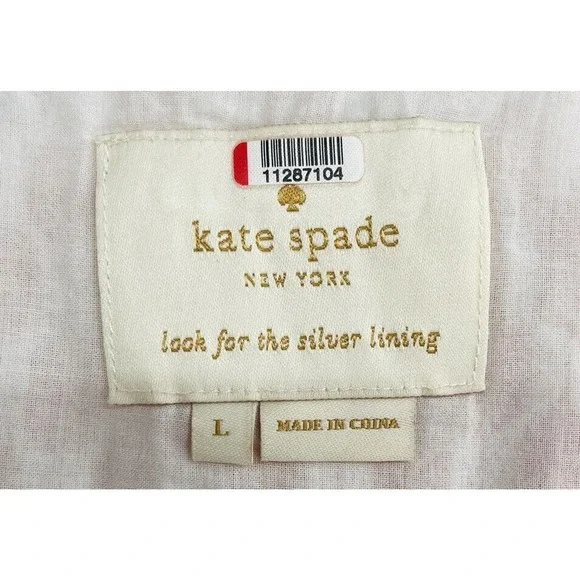 11287104
kate spade
NEW YORK
look for the silver lining
L
MADE IN CHINA